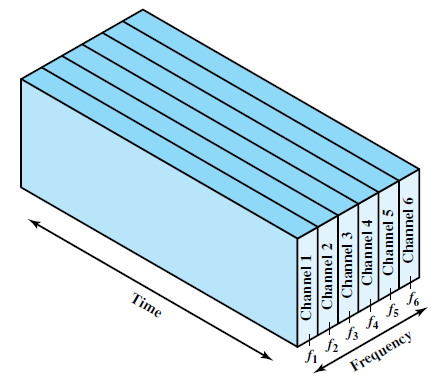 Channel 1
Channel 2
Channel 3
Channel 4
Channel 5
Channel 6
f1
f2
f3
f4
f5
f6
Time
Frequency